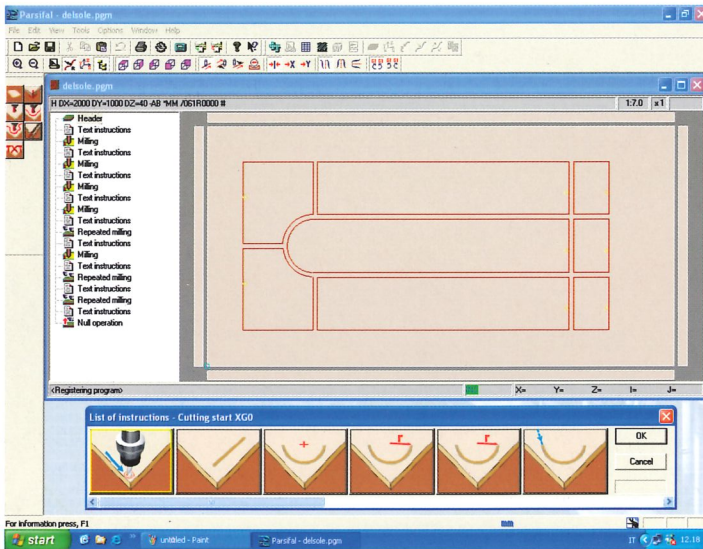 Parsifal - delsole.pgm
File Edit View Tools Options Window Help
delsole.pgm
H DX=2000 DY=1000 DZ=40 -AB *MM /061R0000 #
1:7.0 x1
Header
Text instructions
Milling
Text instructions
Milling
Text instructions
Milling
Text instructions
Milling
Text instructions
Repeated milling
Text instructions
Milling
Text instructions
Repeated milling
Text instructions
Repeated milling
Text instructions
Null operation
<Registering program>
X= Y= Z= I= J=
List of instructions - Cutting start XG0
r
r
OK
Cancel
For information press, F1
mm
start
untitled - Paint
Parsifal - delsole.pgm
IT
12.18